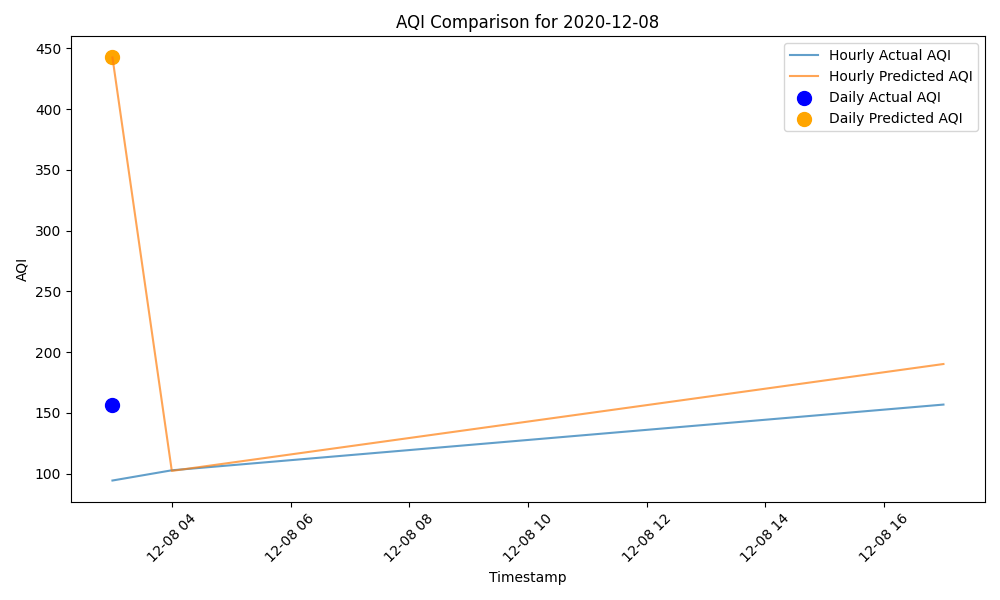 AQI Comparison for 2020-12-08
Hourly Actual AQI
Hourly Predicted AQI
Daily Actual AQI
Daily Predicted AQI
450
400
350
300
250
200
150
100
AQI
12-08 04
12-08 06
12-08 08
12-08 10
12-08 12
12-08 14
12-08 16
Timestamp